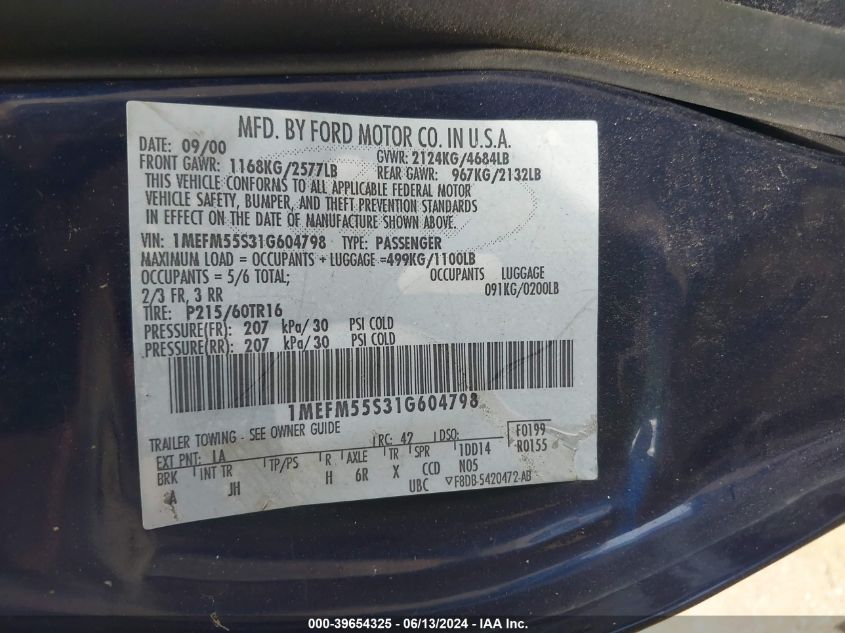 MFD. BY FORD MOTOR CO. IN U.S.A.
DATE: 09/00 GVWR: 2124KG/4684LB
FRONT GAWR: 1168KG/2577LB REAR GAWR: 967KG/2132LB
THIS VEHICLE CONFORMS TO ALL APPLICABLE FEDERAL MOTOR
VEHICLE SAFETY, BUMPER, AND THEFT PREVENTION STANDARDS
IN EFFECT ON THE DATE OF MANUFACTURE SHOWN ABOVE.
VIN: 1MEFM55S31G604798 TYPE: PASSENGER
MAXIMUM LOAD = OCCUPANTS + LUGGAGE =499KG/1100LB
OCCUPANTS = 5/6 TOTAL; OCCUPANTS LUGGAGE
2/3 FR, 3 RR 091KG/0200LB
TIRE: P215/60TR16
PRESSURE(FR): 207 kPa/30 PSI COLD
PRESSURE(RR): 207 kPa/30 PSI COLD
1MEFM55S31G604798
TRAILER TOWING - SEE OWNER GUIDE
EXT PNT: LA RC: 47 DSO: F0199
BRK INT TR TP/PS R AXLE TR SPR 1DD14 R0155
A JH H 6R X CCD N05
UBC ▽F8DB-5420472-AB
000-39654325 06/13/2024 IAA